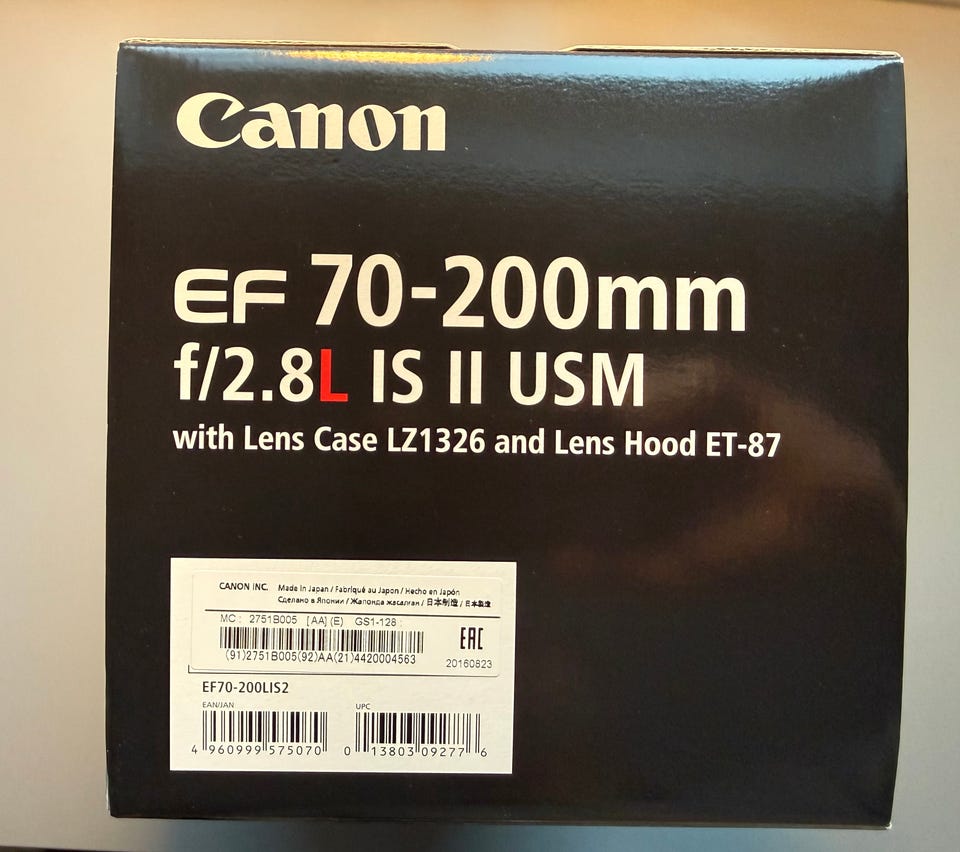 Canon
EF 70-200mm
f/2.8L IS II USM
with Lens Case LZ1326 and Lens Hood ET-87
CANON INC. Made in Japan / Fabriqué au Japon / Hecho en Japón
Сделано в Японии / Жапонда жасалған / 日本制造 / 日本製造
MC : 2751B005 [AA] (E) GS1-128 :
(91)2751B005(92)AA(21)4420004563
EAC
20160823
EF70-200LIS2
EAN/JAN
4 960999 575070
UPC
0 13803 09277 6